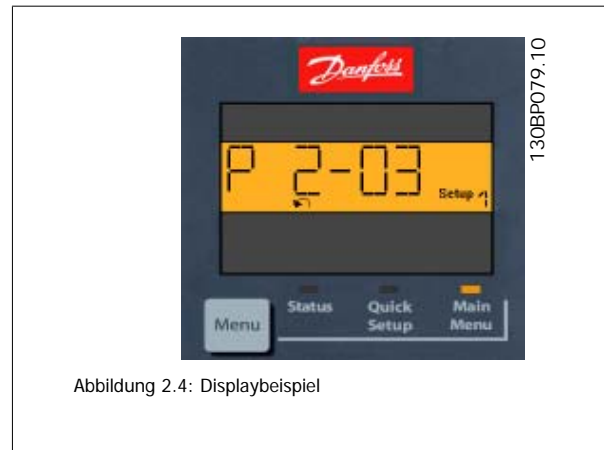 Danfoss
130BP079.10
P 2-03
Setup 1
Status
Quick Setup
Main Menu
Menu
Abbildung 2.4: Displaybeispiel